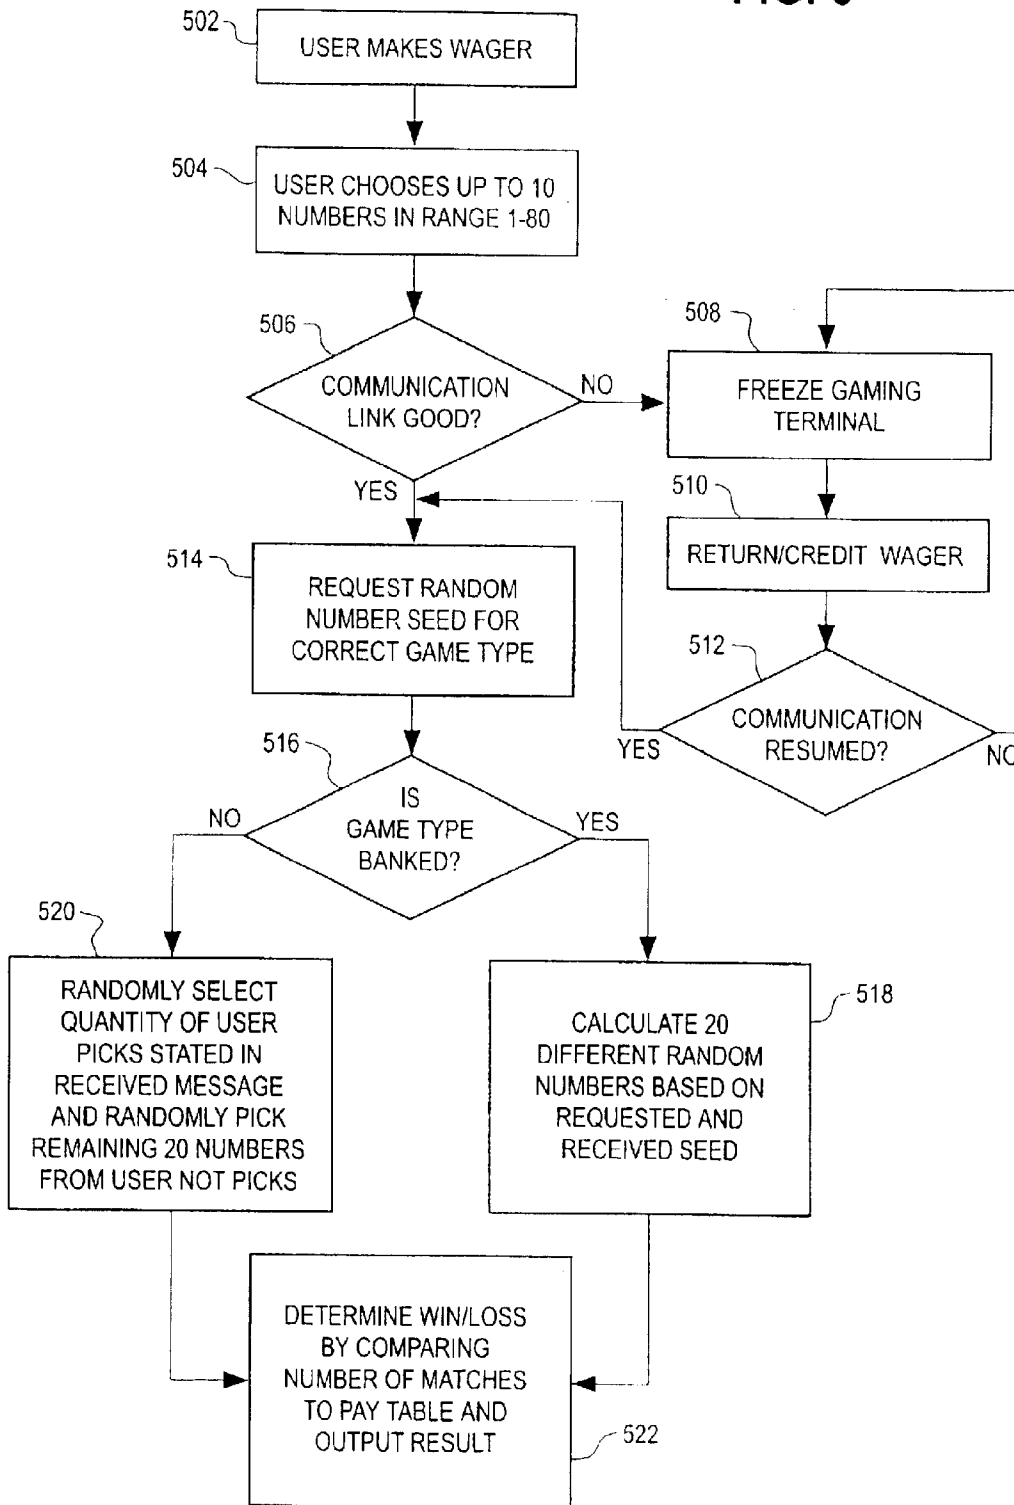 502
USER MAKES WAGER
504
USER CHOOSES UP TO 10
NUMBERS IN RANGE 1-80
506
COMMUNICATION
LINK GOOD?
NO
YES
508
FREEZE GAMING
TERMINAL
510
RETURN/CREDIT WAGER
512
COMMUNICATION
RESUMED?
YES
NO
514
REQUEST RANDOM
NUMBER SEED FOR
CORRECT GAME TYPE
516
IS
GAME TYPE
BANKED?
NO
YES
520
RANDOMLY SELECT
QUANTITY OF USER
PICKS STATED IN
RECEIVED MESSAGE
AND RANDOMLY PICK
REMAINING 20 NUMBERS
FROM USER NOT PICKS
518
CALCULATE 20
DIFFERENT RANDOM
NUMBERS BASED ON
REQUESTED AND
RECEIVED SEED
DETERMINE WIN/LOSS
BY COMPARING
NUMBER OF MATCHES
TO PAY TABLE AND
OUTPUT RESULT
522